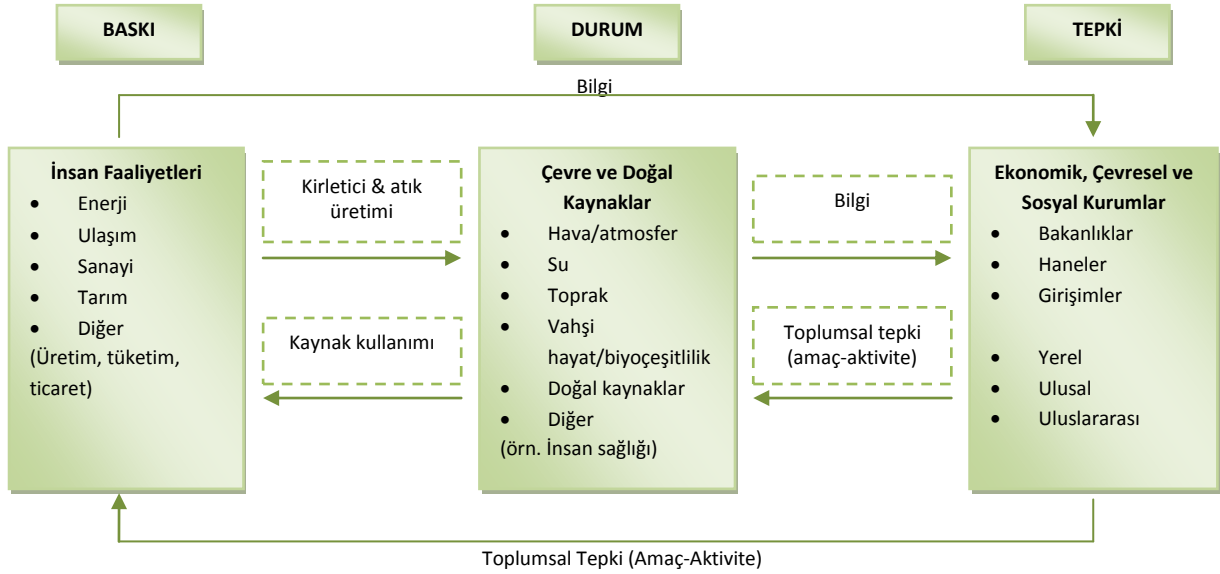 BASKI
DURUM
TEPKİ
Bilgi
İnsan Faaliyetleri
• Enerji
• Ulaşım
• Sanayi
• Tarım
• Diğer
(Üretim, tüketim,
ticaret)
Kirletici & atık
üretimi
Kaynak kullanımı
Çevre ve Doğal
Kaynaklar
• Hava/atmosfer
• Su
• Toprak
• Vahşi
hayat/biyoçeşitlilik
• Doğal kaynaklar
• Diğer
(örn. İnsan sağlığı)
Bilgi
Toplumsal tepki
(amaç-aktivite)
Ekonomik, Çevresel ve
Sosyal Kurumlar
• Bakanlıklar
• Haneler
• Girişimler
• Yerel
• Ulusal
• Uluslararası
Toplumsal Tepki (Amaç-Aktivite)